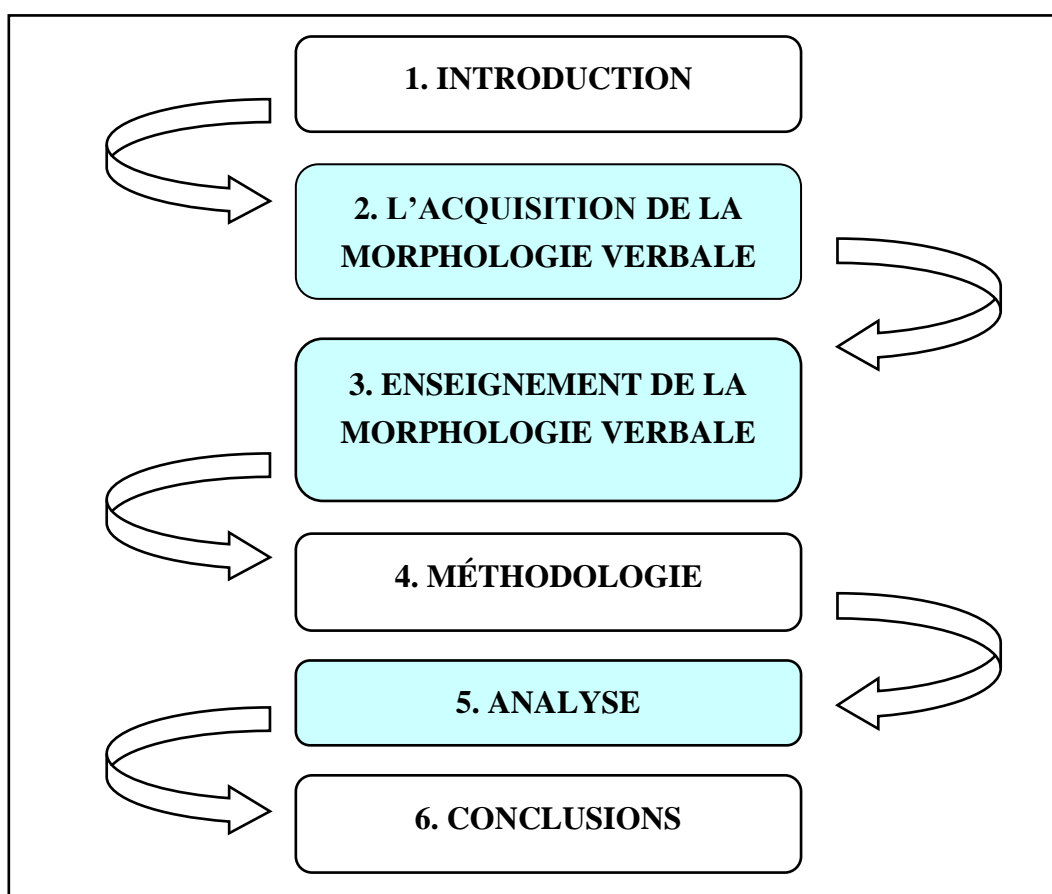 1. INTRODUCTION
2. L’ACQUISITION DE LA
MORPHOLOGIE VERBALE
3. ENSEIGNEMENT DE LA
MORPHOLOGIE VERBALE
4. MÉTHODOLOGIE
5. ANALYSE
6. CONCLUSIONS